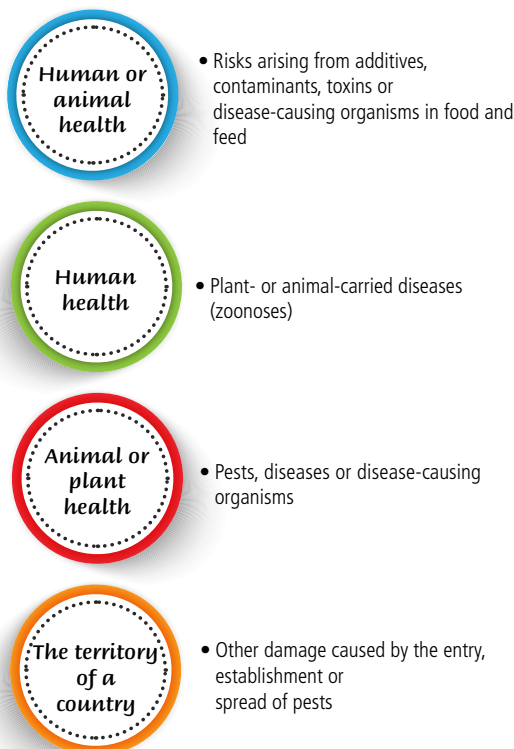 Human or
animal
health
• Risks arising from additives,
contaminants, toxins or
disease-causing organisms in food and
feed
Human
health
• Plant- or animal-carried diseases
(zoonoses)
Animal or
plant
health
• Pests, diseases or disease-causing
organisms
The territory
of a
country
• Other damage caused by the entry,
establishment or
spread of pests